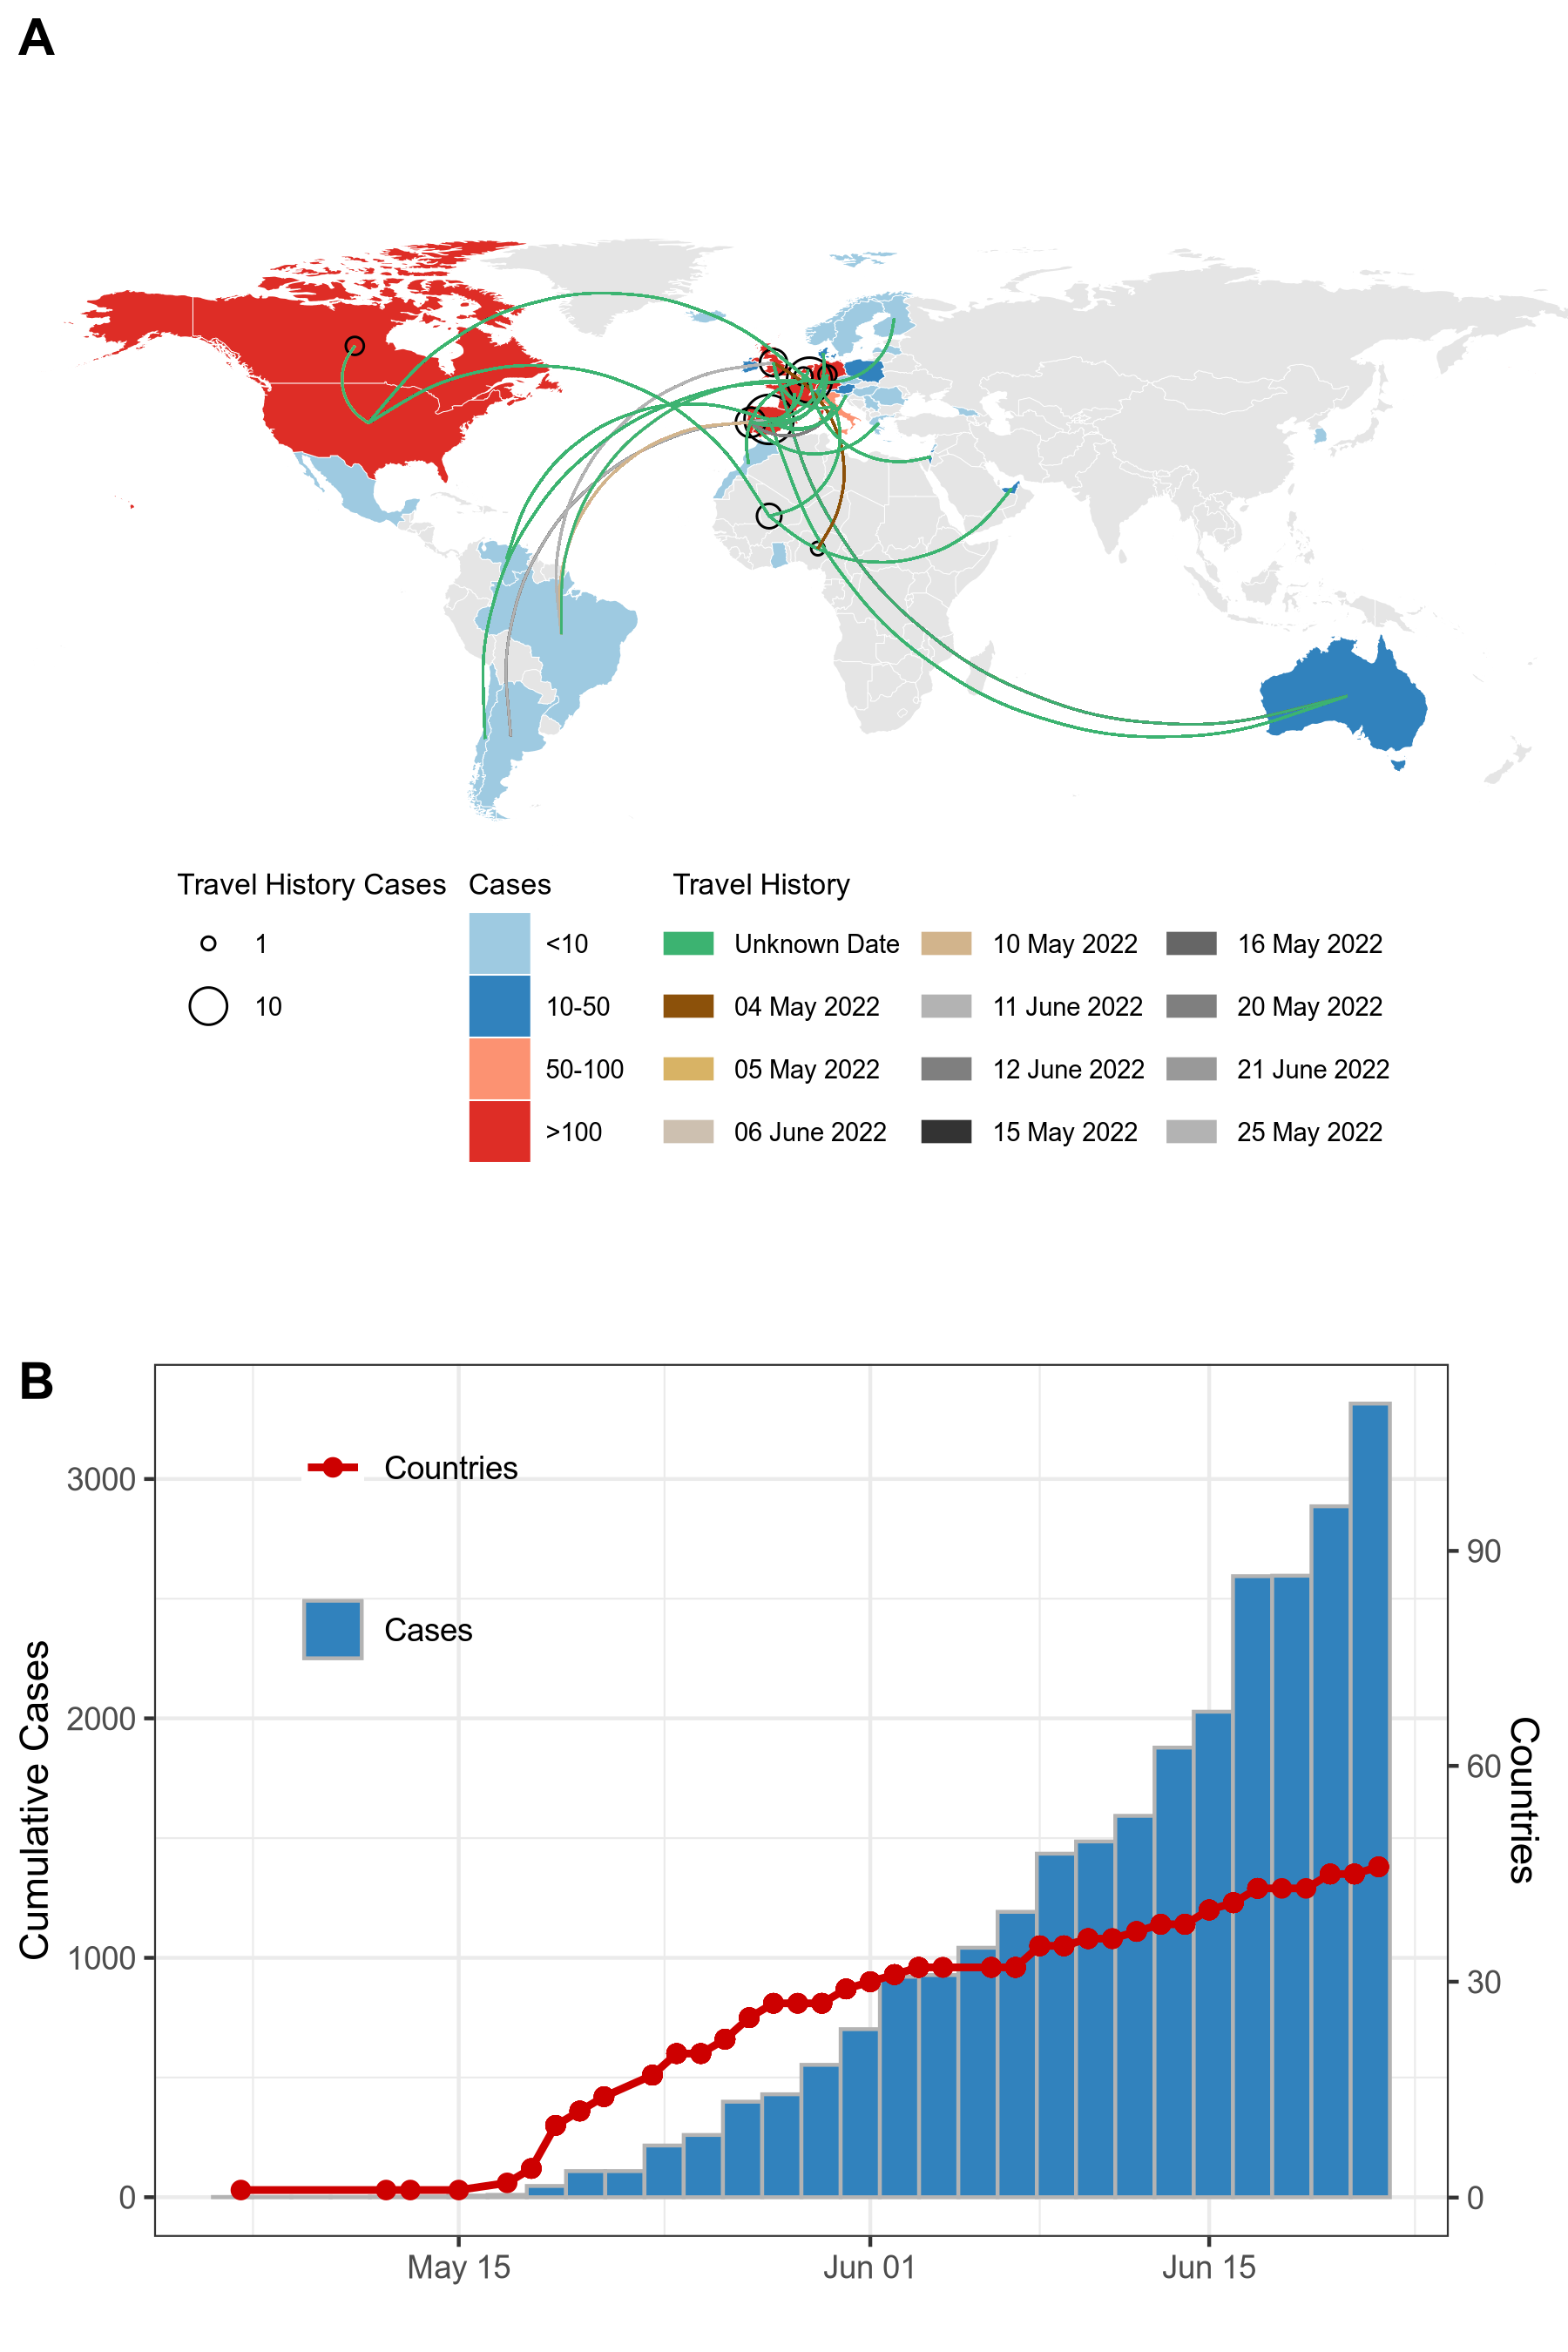 A
Travel History Cases
1
10
Cases
<10
10-50
50-100
>100
Travel History
Unknown Date
04 May 2022
05 May 2022
06 June 2022
10 May 2022
11 June 2022
12 June 2022
15 May 2022
16 May 2022
20 May 2022
21 June 2022
25 May 2022
B
Countries
Cases
Cumulative Cases
3000
2000
1000
0
90
60
30
0
Countries
May 15
Jun 01
Jun 15